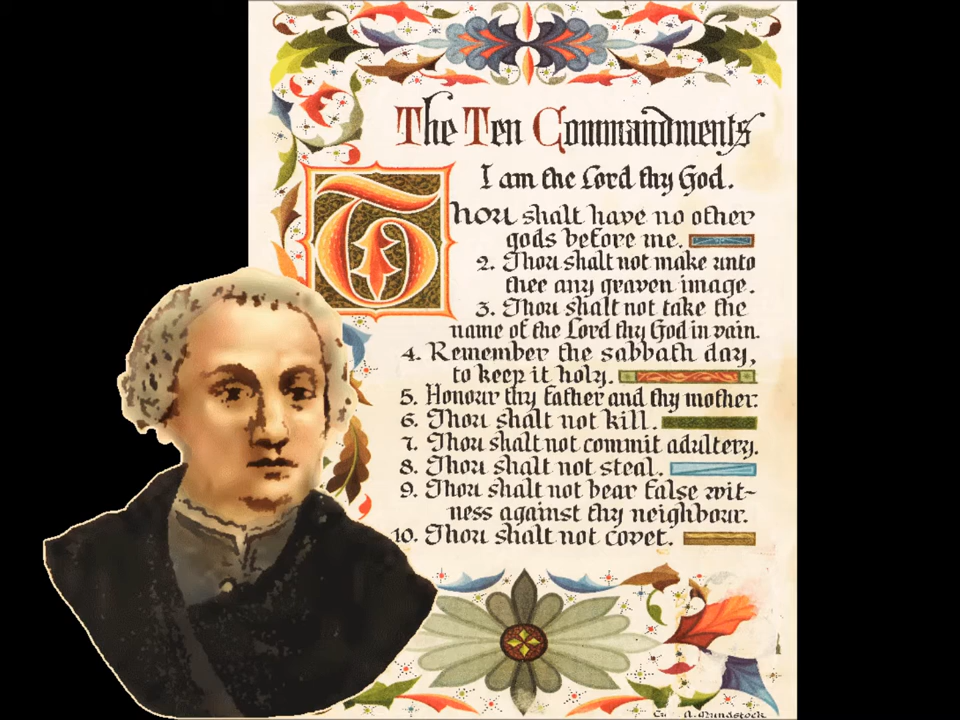 The Ten Commandments
I am the Lord thy God.
Thou shalt have no other
gods before me.
2. Thou shalt not make unto
thee any graven image.
3. Thou shalt not take the
name of the Lord thy God in vain.
4. Remember the sabbath day,
to keep it holy.
5. Honour thy father and thy mother.
6. Thou shalt not kill.
7. Thou shalt not commit adultery.
8. Thou shalt not steal.
9. Thou shalt not bear false wit-
ness against thy neighbour.
10. Thou shalt not covet.